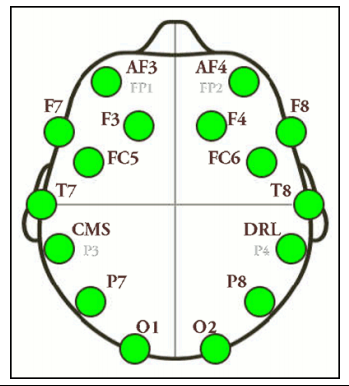 AF3 AF4
FP1 FP2
F7 F3 F4 F8
FC5 FC6
T7 T8
CMS DRL
P3 P4
P7 P8
O1 O2